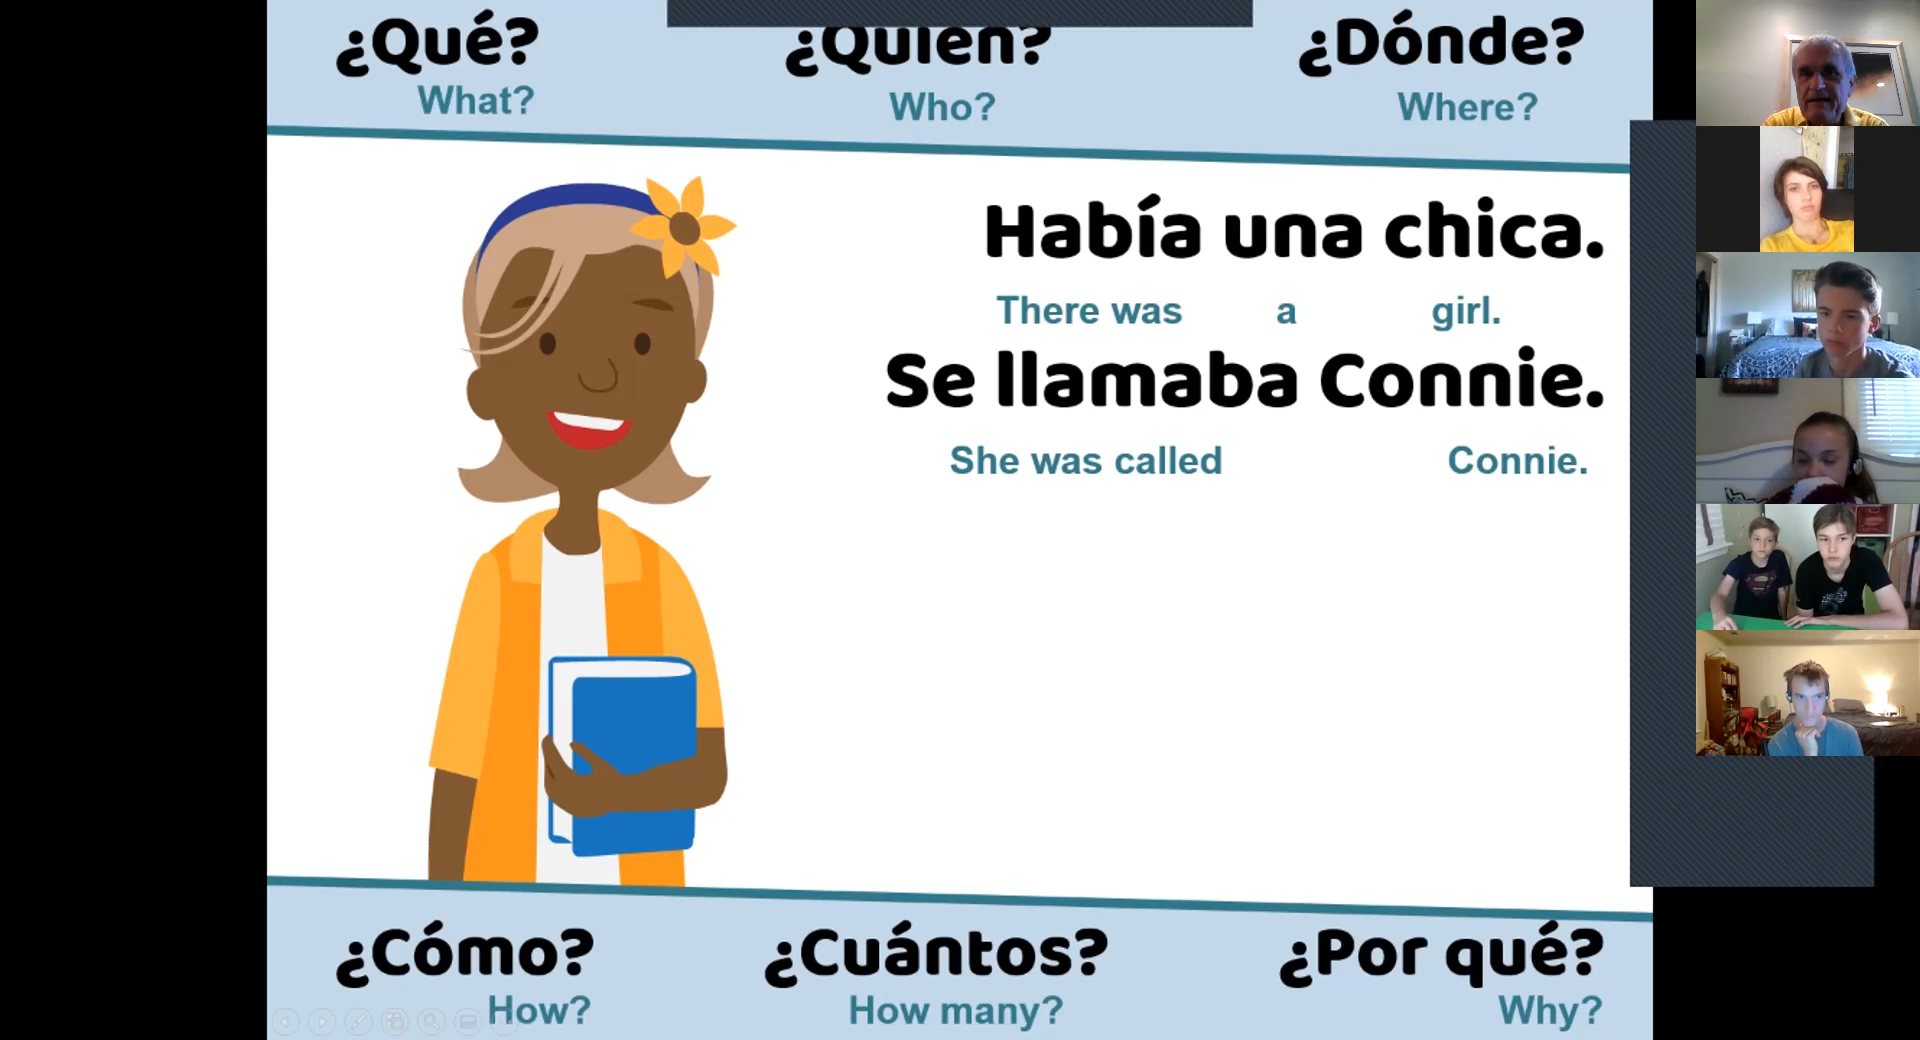 ¿Qué? ¿Quién? ¿Dónde?
What? Who? Where?
Había una chica.
There was a girl.
Se llamaba Connie.
She was called Connie.
¿Cómo? ¿Cuántos? ¿Por qué?
How? How many? Why?